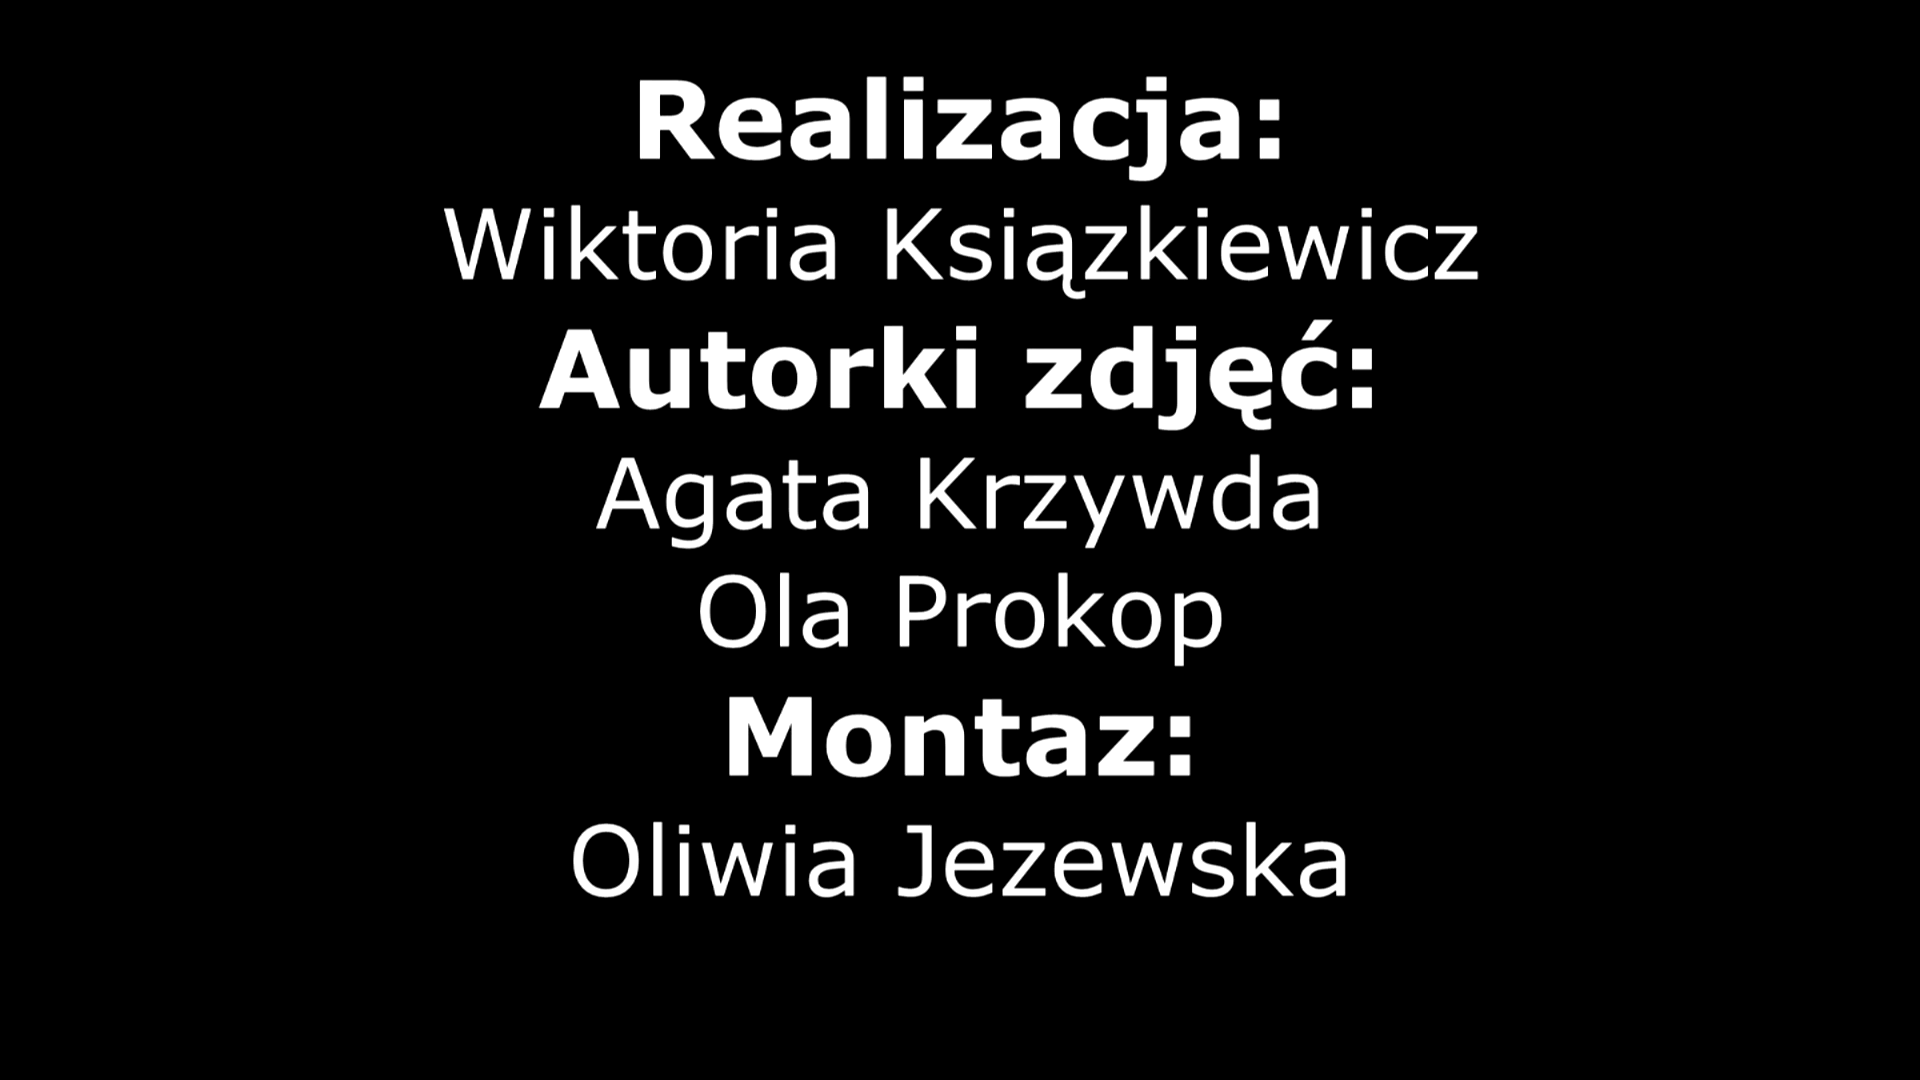 Realizacja:
Wiktoria Książkiewicz
Autorki zdjęć:
Agata Krzywda
Ola Prokop
Montaz:
Oliwia Jezewska